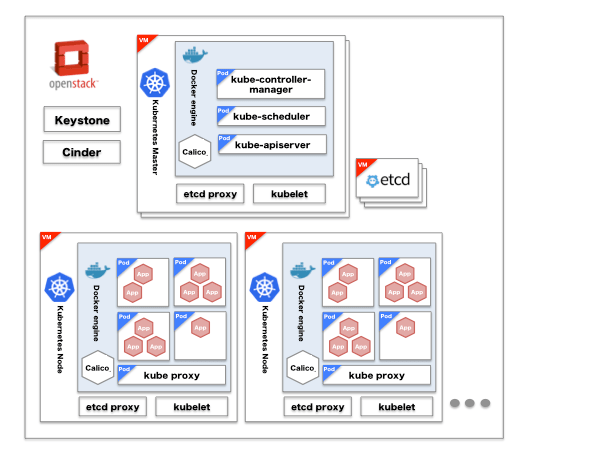 openstack™
Keystone
Cinder
VM
Kubernetes Master
Docker engine
Calico
Pod
kube-controller-
manager
Pod
kube-scheduler
Pod
kube-apiserver
etcd proxy
kubelet
VM
etcd
VM
Kubernetes Node
Docker engine
Calico
Pod
App
App
Pod
App
App
App
Pod
App
App
App
Pod
App
Pod
kube proxy
etcd proxy
kubelet
VM
Kubernetes Node
Docker engine
Calico
Pod
App
App
Pod
App
App
App
Pod
App
App
App
Pod
App
Pod
kube proxy
etcd proxy
kubelet